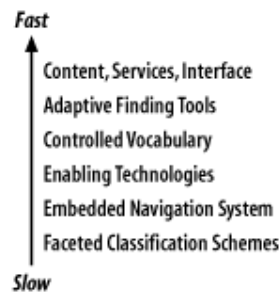 Fast
Content, Services, Interface
Adaptive Finding Tools
Controlled Vocabulary
Enabling Technologies
Embedded Navigation System
Faceted Classification Schemes
Slow